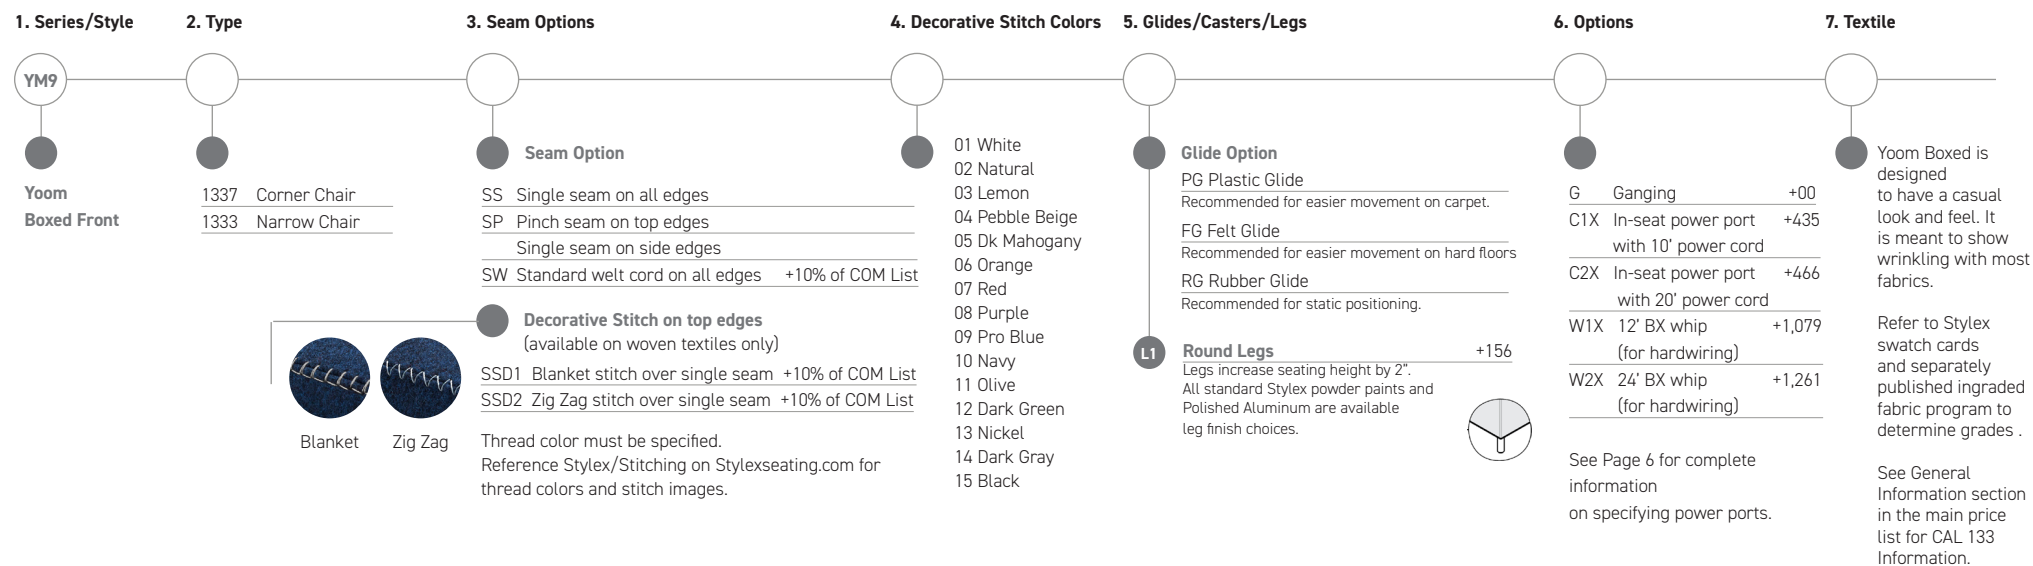 1. Series/Style
2. Type
3. Seam Options
4. Decorative Stitch Colors
5. Glides/Casters/Legs
6. Options
7. Textile
YM9
Yoom
Boxed Front
1337 Corner Chair
1333 Narrow Chair
Seam Option
SS Single seam on all edges
SP Pinch seam on top edges
Single seam on side edges
SW Standard welt cord on all edges +10% of COM List
Decorative Stitch on top edges
(available on woven textiles only)
SSD1 Blanket stitch over single seam +10% of COM List
SSD2 Zig Zag stitch over single seam +10% of COM List
Blanket
Zig Zag
Thread color must be specified.
Reference Stylex/Stitching on Stylexseating.com for
thread colors and stitch images.
01 White
02 Natural
03 Lemon
04 Pebble Beige
05 Dk Mahogany
06 Orange
07 Red
08 Purple
09 Pro Blue
10 Navy
11 Olive
12 Dark Green
13 Nickel
14 Dark Gray
15 Black
Glide Option
PG Plastic Glide
Recommended for easier movement on carpet.
FG Felt Glide
Recommended for easier movement on hard floors
RG Rubber Glide
Recommended for static positioning.
L1
Round Legs +156
Legs increase seating height by 2".
All standard Stylex powder paints and
Polished Aluminum are available
leg finish choices.
G Ganging +00
C1X In-seat power port +435
with 10' power cord
C2X In-seat power port +466
with 20' power cord
W1X 12' BX whip +1,079
(for hardwiring)
W2X 24' BX whip +1,261
(for hardwiring)
See Page 6 for complete
information
on specifying power ports.
Yoom Boxed is
designed
to have a casual
look and feel. It
is meant to show
wrinkling with most
fabrics.
Refer to Stylex
swatch cards
and separately
published ingraded
fabric program to
determine grades .
See General
Information section
in the main price
list for CAL 133
Information.